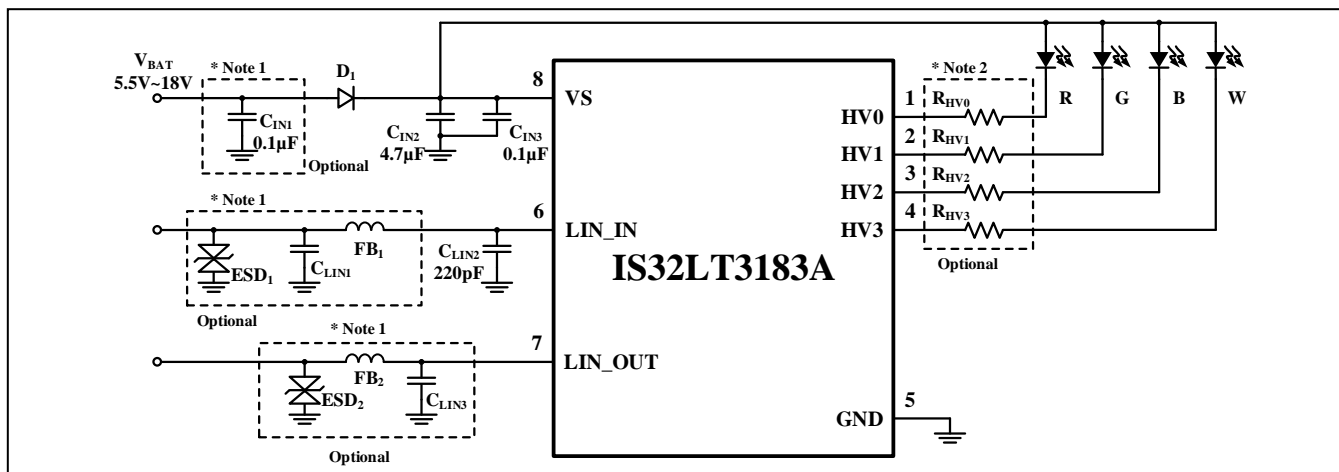 V_BAT
5.5V~18V
* Note 1
D₁
8
VS
C_IN1
0.1µF
Optional
C_IN2
4.7µF
C_IN3
0.1µF
* Note 1
6
LIN_IN
ESD₁
C_LIN1
FB₁
C_LIN2
220pF
Optional
* Note 1
7
LIN_OUT
ESD₂
FB₂
C_LIN3
Optional
IS32LT3183A
* Note 2
1
HV0
R_HV0
2
HV1
R_HV1
3
HV2
R_HV2
4
HV3
R_HV3
Optional
R
G
B
W
5
GND